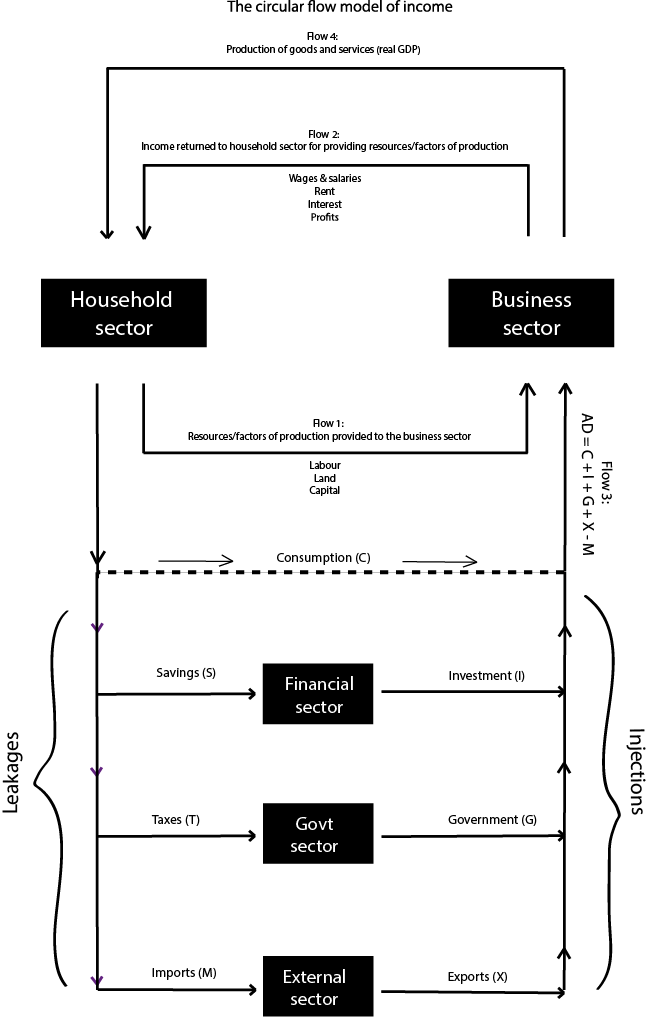 The circular flow model of income
Flow 4:
Production of goods and services (real GDP)
Flow 2:
Income returned to household sector for providing resources/factors of production
Wages & salaries
Rent
Interest
Profits
Household
sector
Business
sector
Flow 1:
Resources/factors of production provided to the business sector
Labour
Land
Capital
Flow 3:
AD = C + I + G + X - M
Consumption (C)
Leakages
Injections
Savings (S)
Financial
sector
Investment (I)
Taxes (T)
Govt
sector
Government (G)
Imports (M)
External
sector
Exports (X)